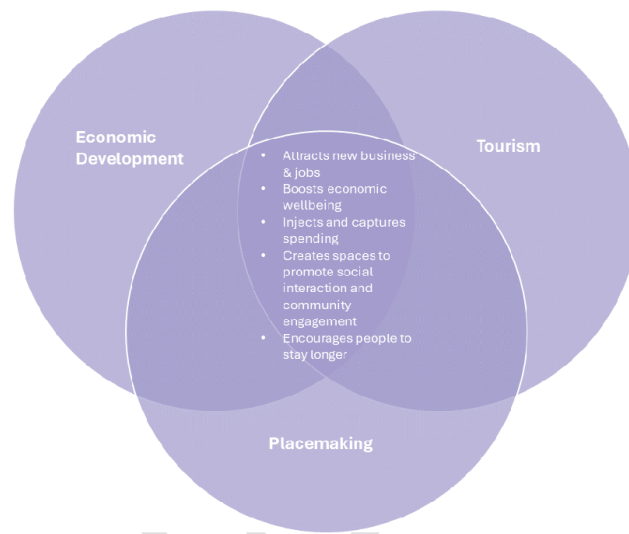 Economic
Development
Tourism
• Attracts new business
& jobs
• Boosts economic
wellbeing
• Injects and captures
spending
• Creates spaces to
promote social
interaction and
community
engagement
• Encourages people to
stay longer
Placemaking